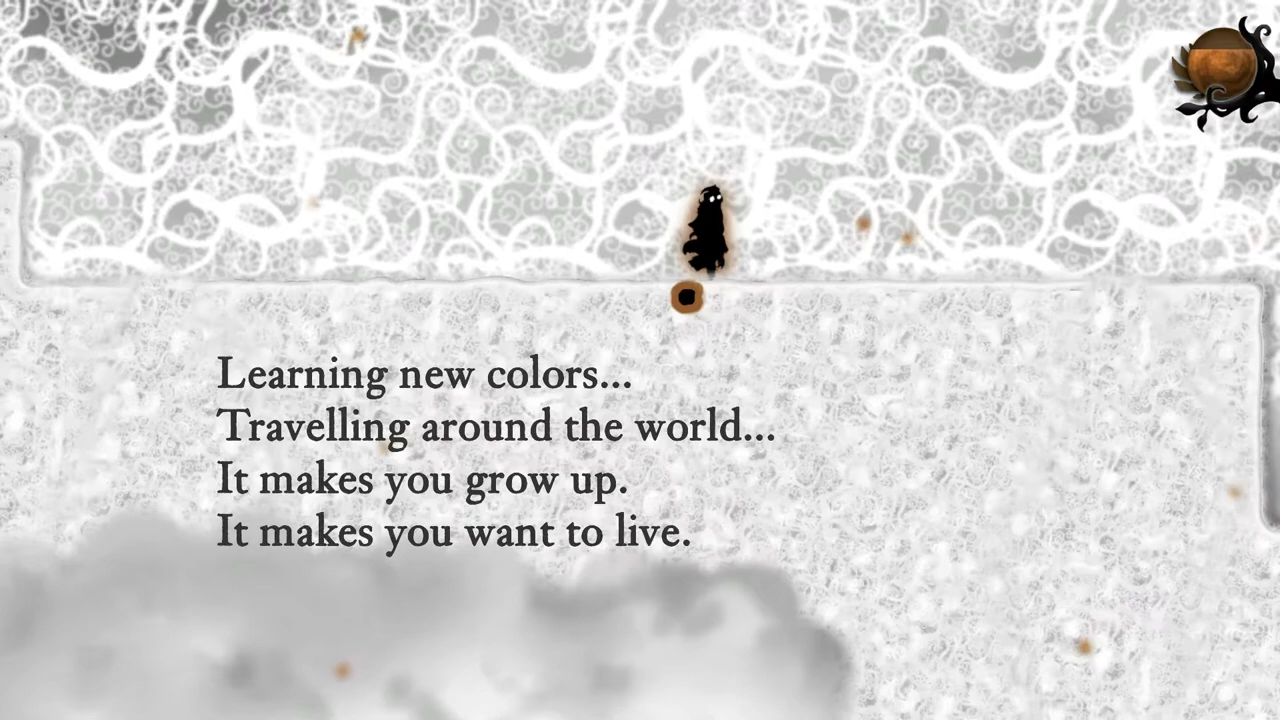 Learning new colors...
Travelling around the world...
It makes you grow up.
It makes you want to live.